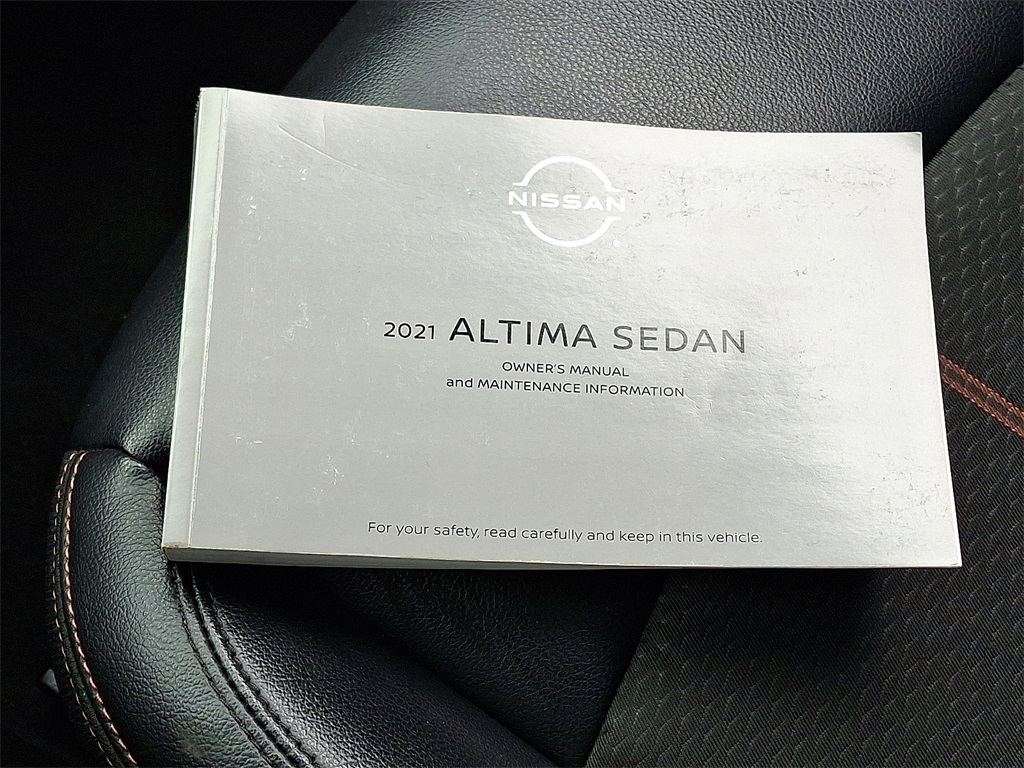 NISSAN
2021 ALTIMA SEDAN
OWNER'S MANUAL
and MAINTENANCE INFORMATION
For your safety, read carefully and keep in this vehicle.